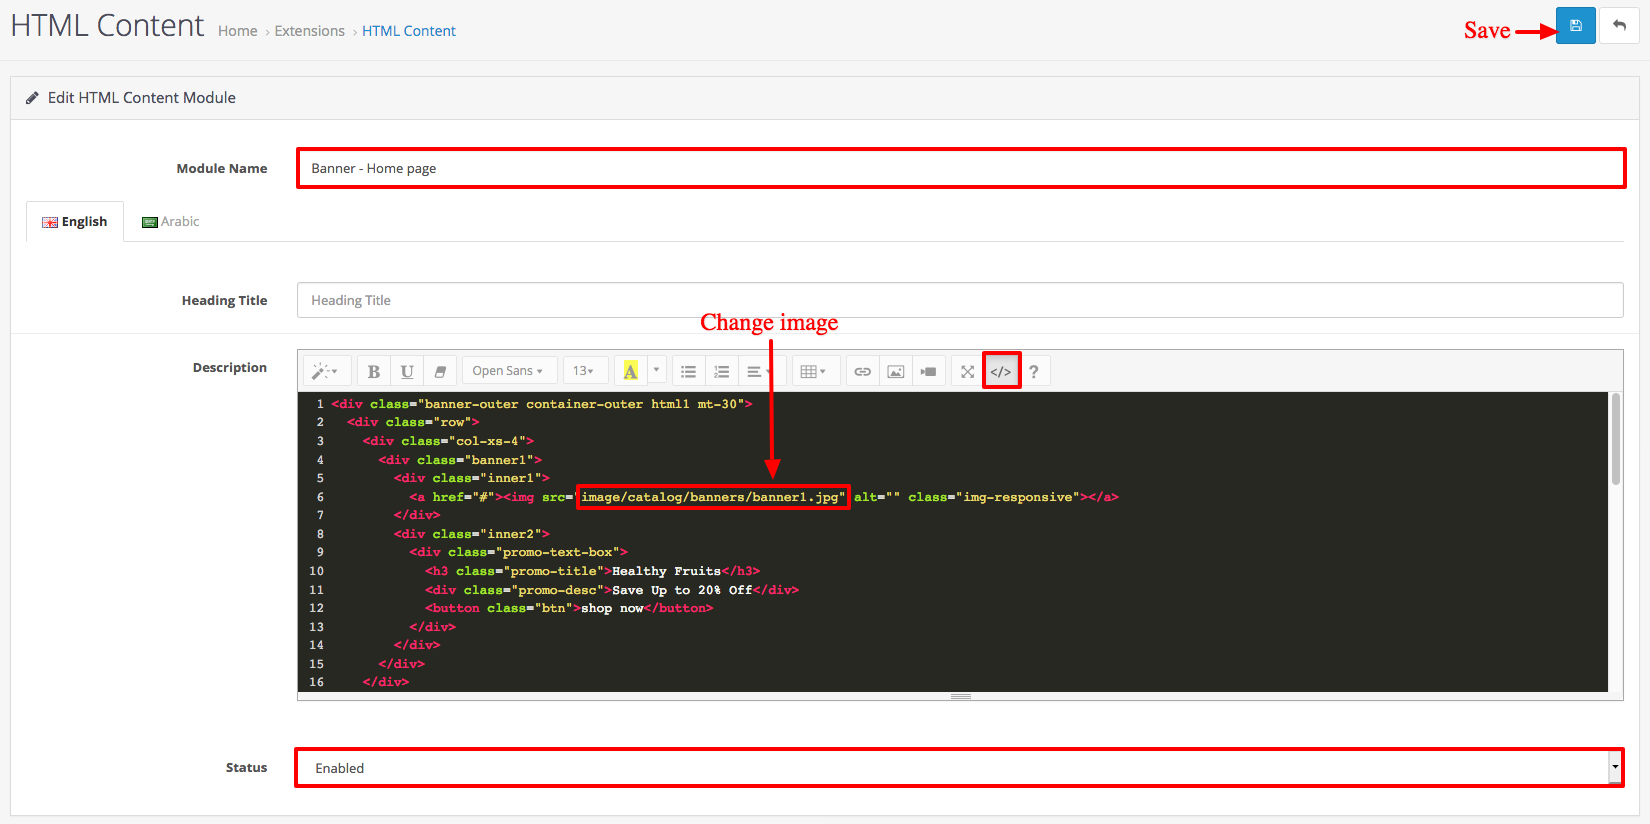 HTML Content Home › Extensions › HTML Content
Save
Edit HTML Content Module
Module Name Banner - Home page
English Arabic
Heading Title Heading Title
Change image
Description
B U Open Sans 13 A </> ?
1 <div class="banner-outer container-outer html1 mt-30">
2 <div class="row">
3 <div class="col-xs-4">
4 <div class="banner1">
5 <div class="inner1">
6 <a href="#"><img src="image/catalog/banners/banner1.jpg" alt="" class="img-responsive"></a>
7 </div>
8 <div class="inner2">
9 <div class="promo-text-box">
10 <h3 class="promo-title">Healthy Fruits</h3>
11 <div class="promo-desc">Save Up to 20% Off</div>
12 <button class="btn">shop now</button>
13 </div>
14 </div>
15 </div>
16 </div>
Status Enabled